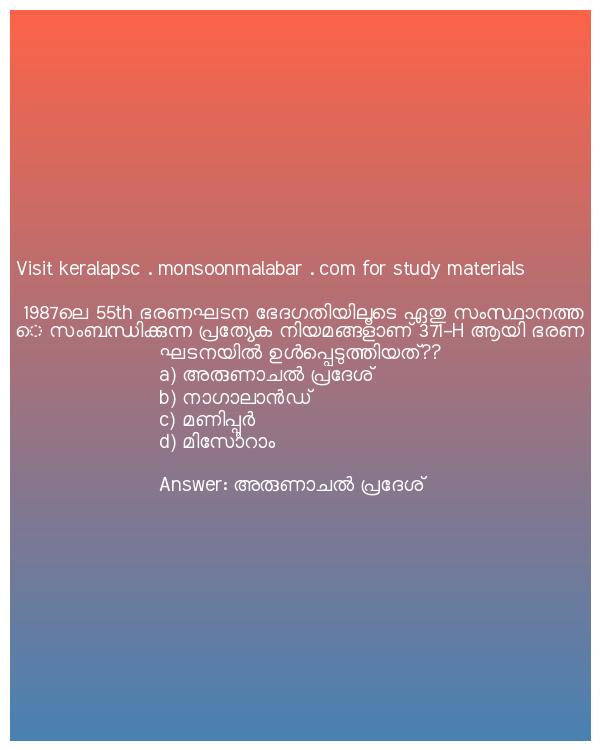 Visit keralapsc . monsoonmalabar . com for study materials
1987ലെ 55th ഭരണഘടന ഭേദഗതിയിലൂടെ ഏതു സംസ്ഥാനത്ത
െ സംബന്ധിക്കുന്ന പ്രത്യേക നിയമങ്ങളാണ് 371-H ആയി ഭരണ
ഘടനയിൽ ഉൾപ്പെടുത്തിയത്??
a) അരുണാചൽ പ്രദേശ്
b) നാഗാലാൻഡ്
c) മണിപ്പൂർ
d) മിസോറാം
Answer: അരുണാചൽ പ്രദേശ്